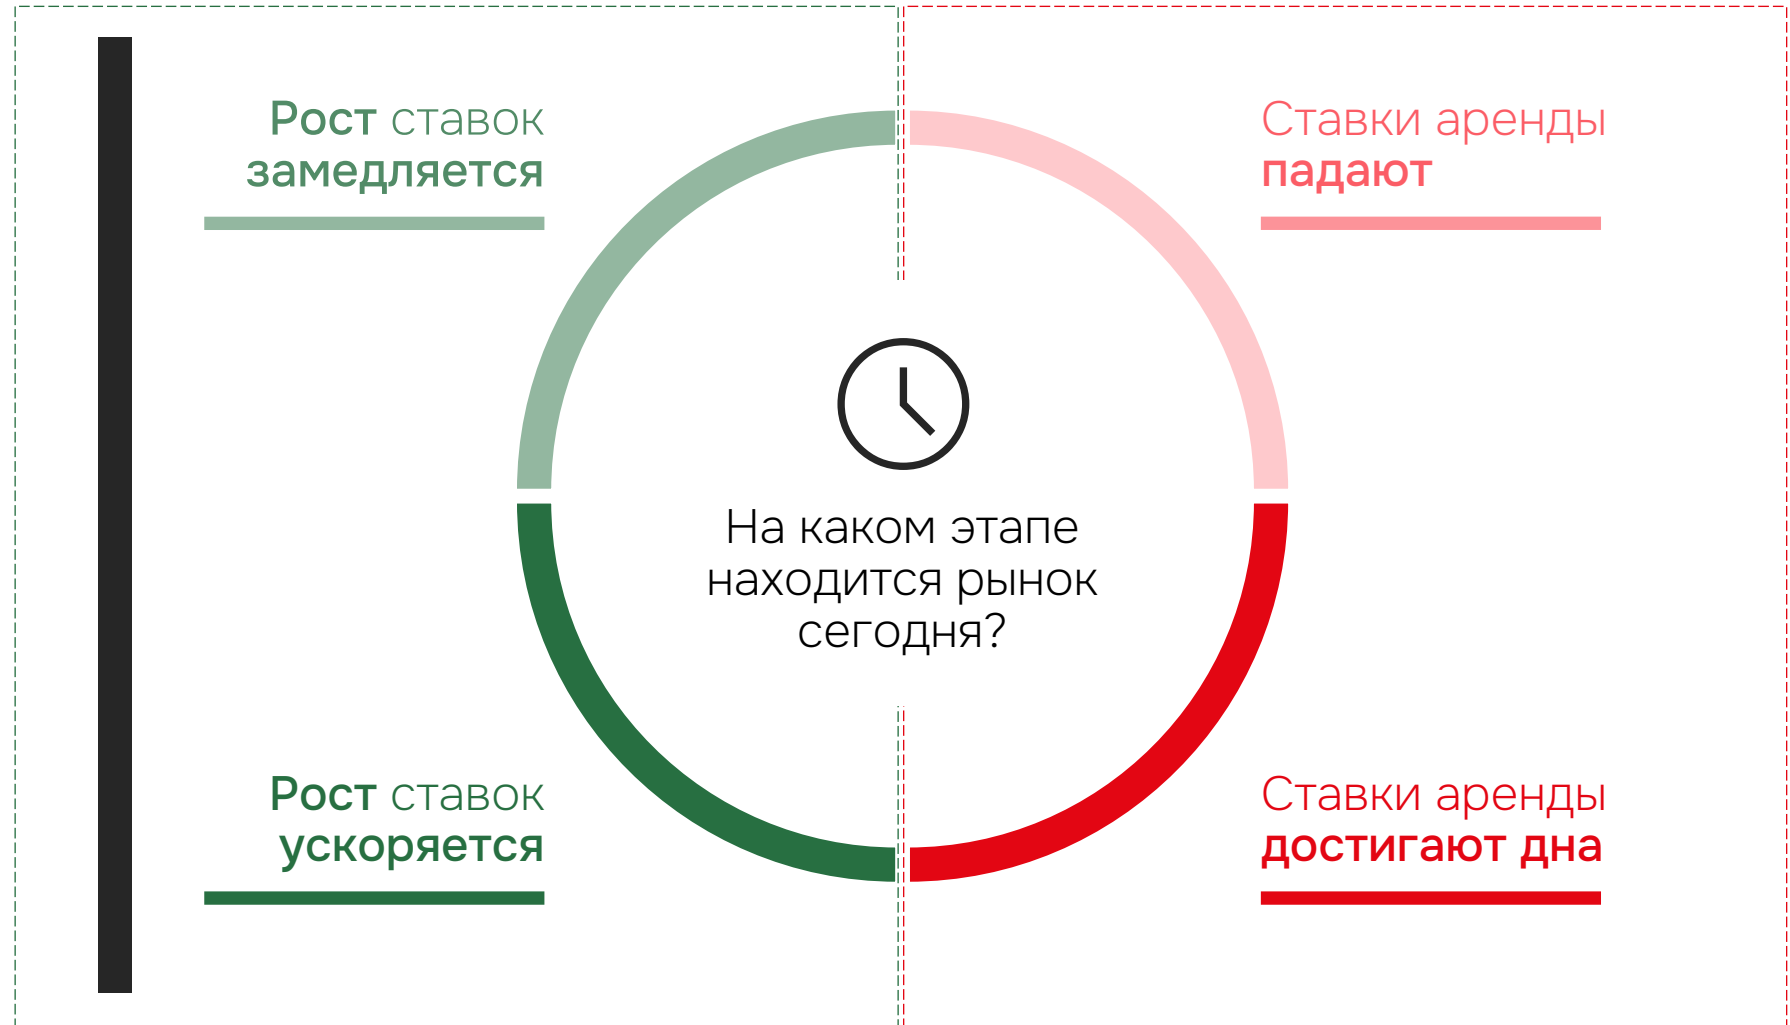 Рост ставок
замедляется
Ставки аренды
падают
На каком этапе
находится рынок
сегодня?
Рост ставок
ускоряется
Ставки аренды
достигают дна